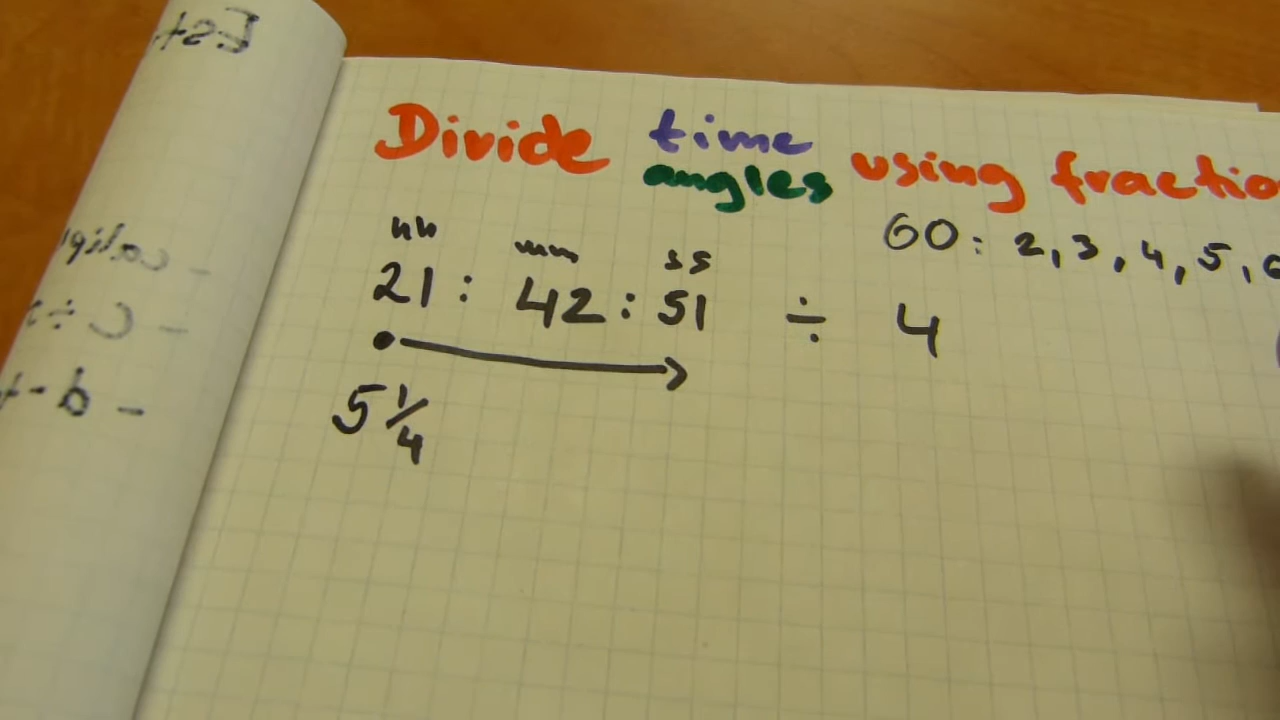 Divide time angles using fractio
60: 2, 3, 4, 5, 6
hh mm ss
21 : 42 : 51 ÷ 4
5 1/4